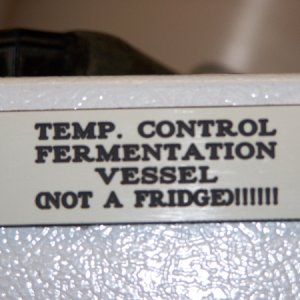 TEMP. CONTROL
FERMENTATION
VESSEL
(NOT A FRIDGE)!!!!!!